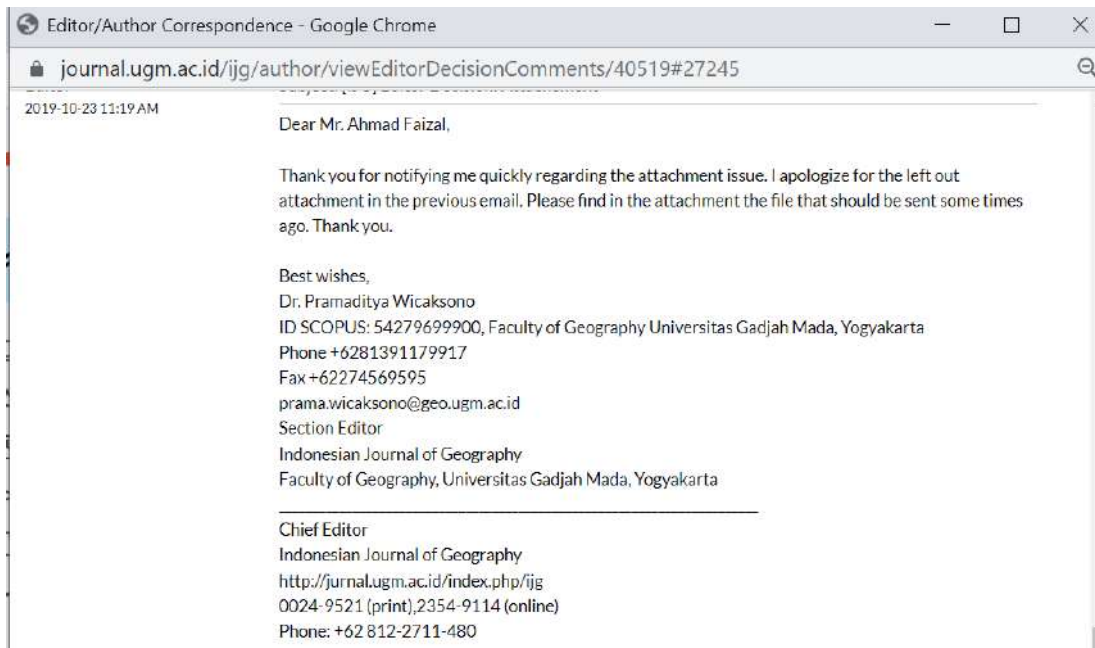 Editor/Author Correspondence - Google Chrome
journal.ugm.ac.id/ijg/author/viewEditorDecisionComments/40519#27245
2019-10-23 11:19 AM
Dear Mr. Ahmad Faizal,
Thank you for notifying me quickly regarding the attachment issue. I apologize for the left out
attachment in the previous email. Please find in the attachment the file that should be sent some times
ago. Thank you.
Best wishes,
Dr. Pramaditya Wicaksono
ID SCOPUS: 54279699900, Faculty of Geography Universitas Gadjah Mada, Yogyakarta
Phone +6281391179917
Fax +62274569595
prama.wicaksono@geo.ugm.ac.id
Section Editor
Indonesian Journal of Geography
Faculty of Geography, Universitas Gadjah Mada, Yogyakarta
Chief Editor
Indonesian Journal of Geography
http://jurnal.ugm.ac.id/index.php/ijg
0024-9521 (print),2354-9114 (online)
Phone: +62 812-2711-480